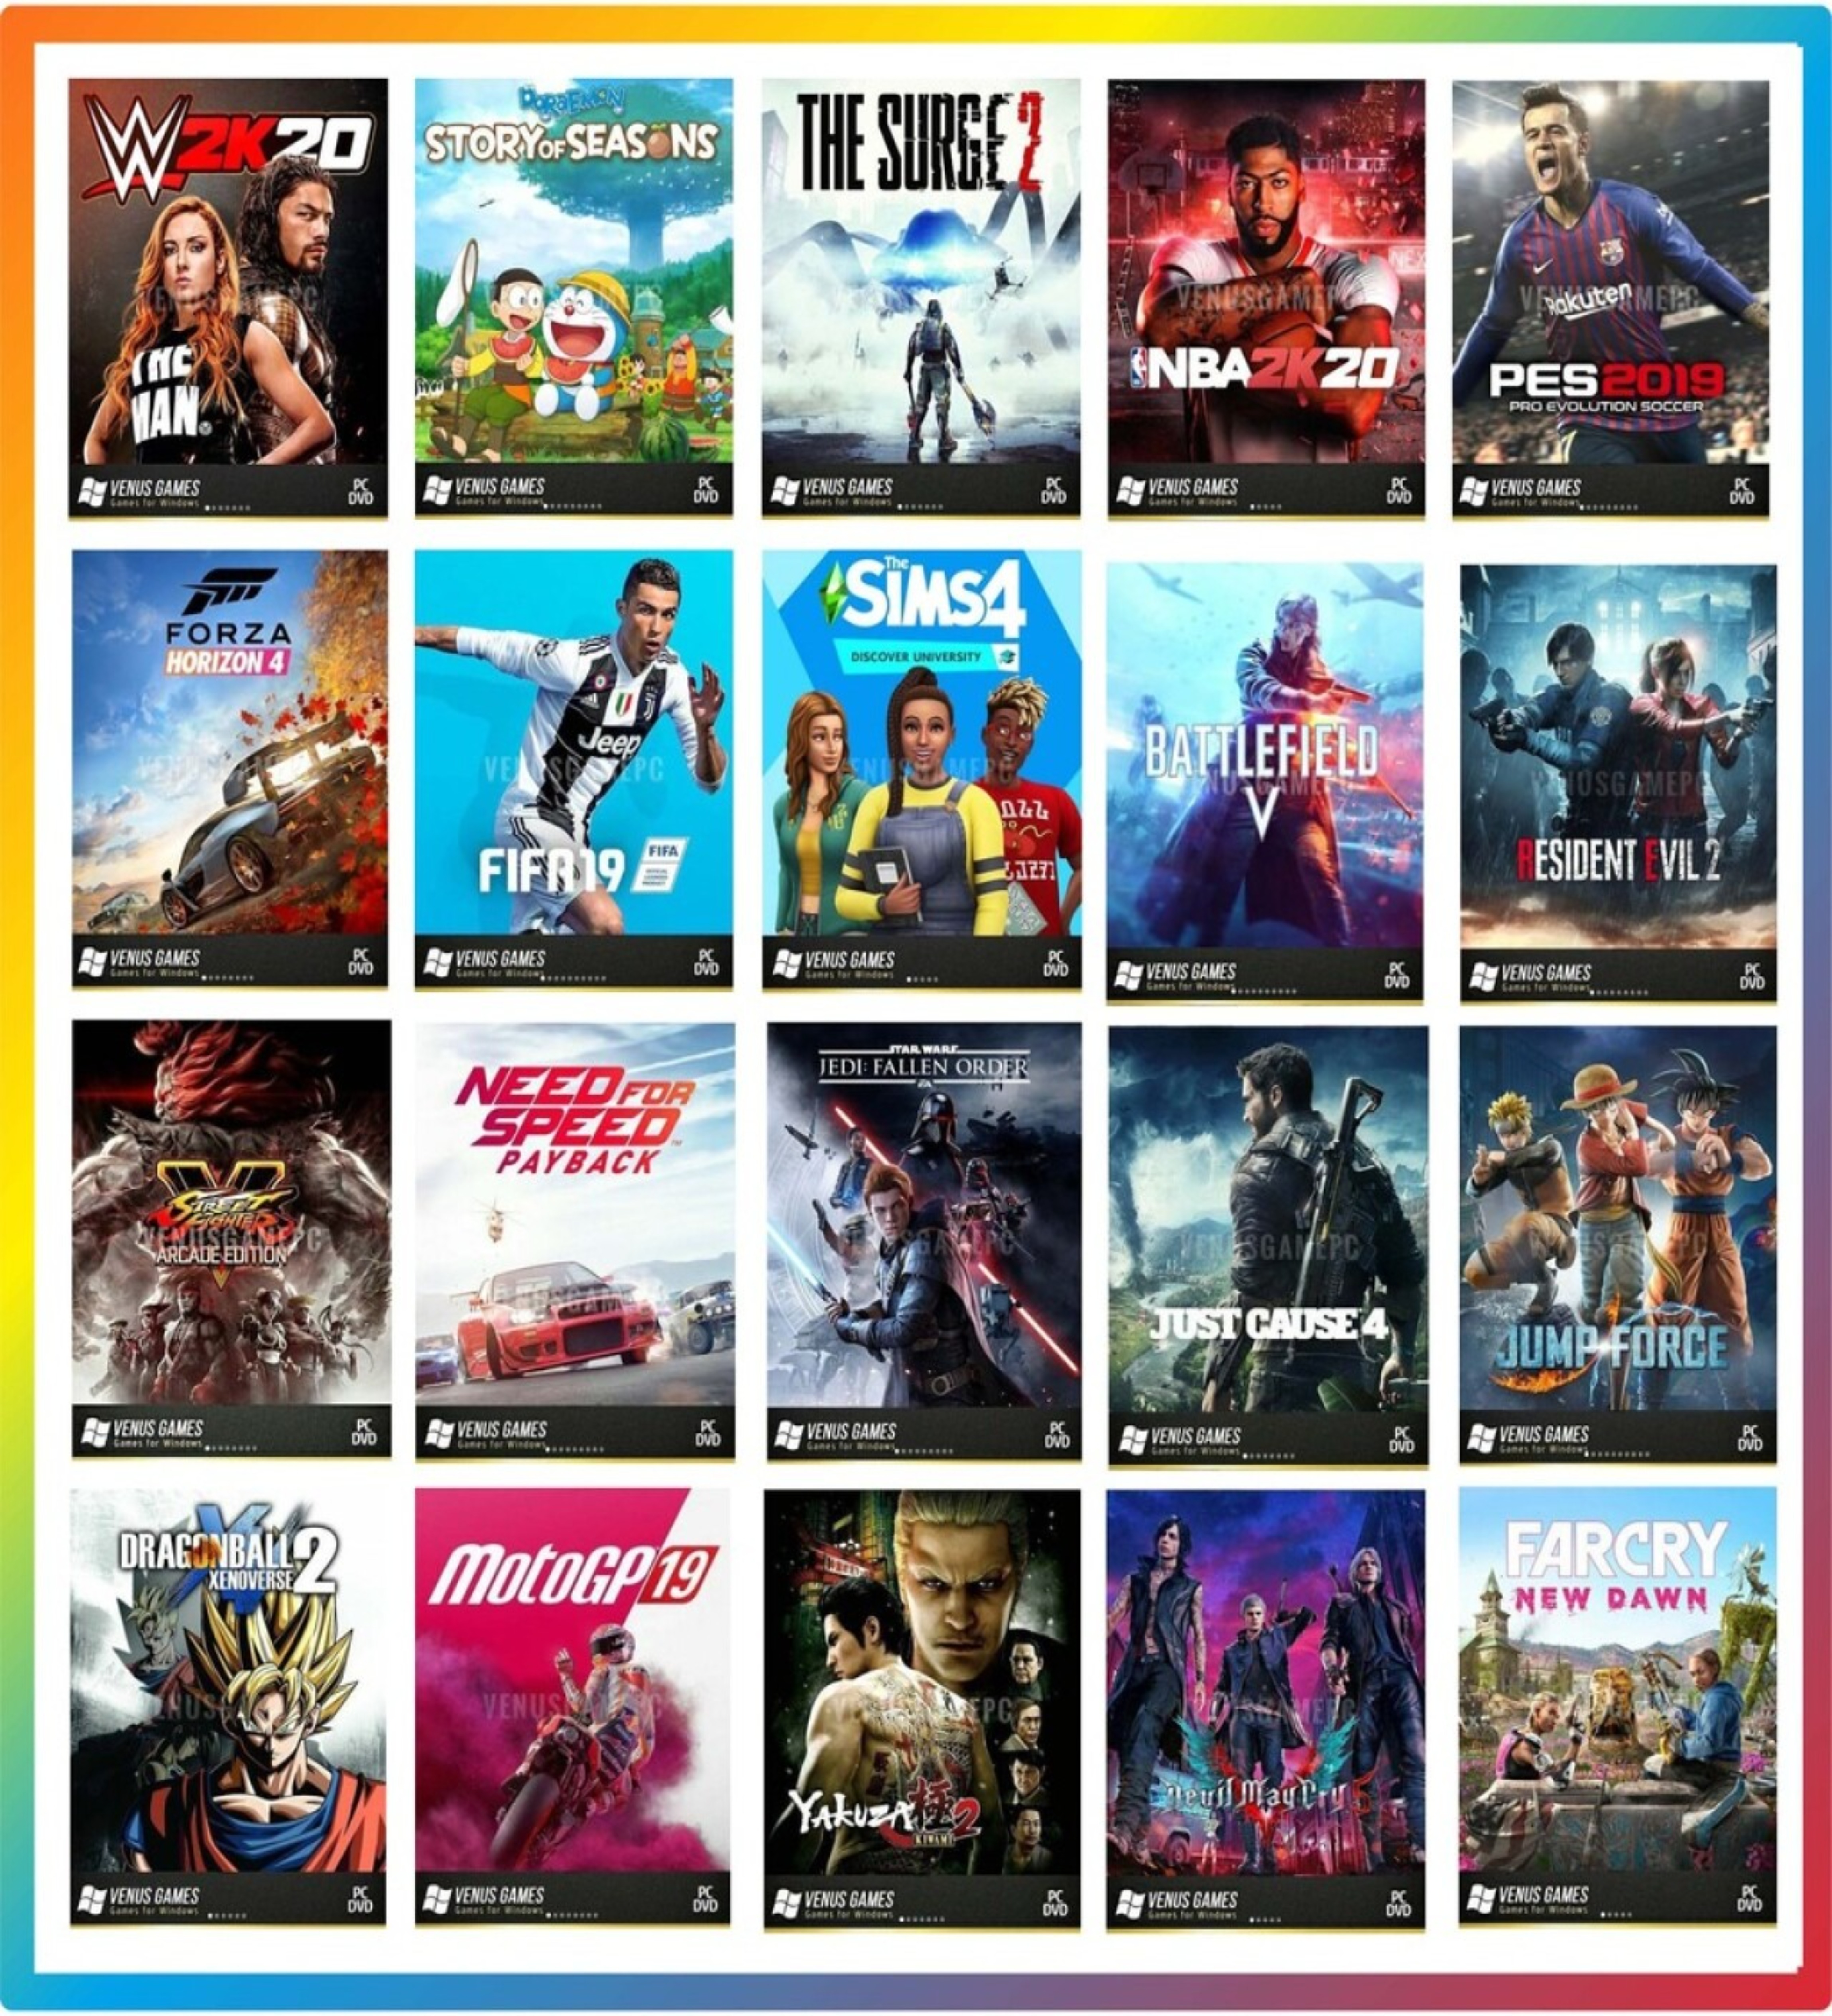 W2K20
THE
MAN
VENUSGAMEPC
VENUS GAMES
Games for Windows
PC
DVD
DORAEMON
STORY OF SEASONS
VENUS GAMES
Games for Windows
PC
DVD
THE SURGE 2
VENUS GAMES
Games for Windows
PC
DVD
VENUSGAMEPC
NBA2K20
VENUS GAMES
Games for Windows
PC
DVD
Rakuten
VENUSGAMEPC
PES2019
PRO EVOLUTION SOCCER
VENUS GAMES
Games for Windows
PC
DVD
FORZA
HORIZON 4
VENUSGAMEPC
VENUS GAMES
Games for Windows
PC
DVD
Jeep
VENUSGAMEPC
FIFA19
FIFA
VENUS GAMES
Games for Windows
PC
DVD
The
SiMS4
DISCOVER UNIVERSITY
VENUSGAMEPC
VENUS GAMES
Games for Windows
PC
DVD
BATTLEFIELD
VENUSGAMEPC
V
VENUS GAMES
Games for Windows
PC
DVD
VENUSGAMEPC
RESIDENT EVIL 2
VENUS GAMES
Games for Windows
PC
DVD
V
STREET
FIGHTER
VENUSGAMEPC
ARCADE EDITION
VENUS GAMES
Games for Windows
PC
DVD
NEED FOR
SPEED™
PAYBACK
VENUSGAMEPC
VENUS GAMES
Games for Windows
PC
DVD
STAR WARS
JEDI: FALLEN ORDER
EA
VENUSGAMEPC
VENUS GAMES
Games for Windows
PC
DVD
VENUSGAMEPC
JUST CAUSE 4
VENUS GAMES
Games for Windows
PC
DVD
VENUSGAMEPC
JUMP FORCE
VENUS GAMES
Games for Windows
PC
DVD
DRAGONBALL
XENOVERSE 2
VENUSGAMEPC
VENUS GAMES
Games for Windows
PC
DVD
MotoGP 19
VENUSGAMEPC
VENUS GAMES
Games for Windows
PC
DVD
VENUSGAMEPC
YAKUZA 極 2
KIWAMI
VENUS GAMES
Games for Windows
PC
DVD
VENUSGAMEPC
Devil May Cry 5
VENUS GAMES
Games for Windows
PC
DVD
FARCRY
NEW DAWN
VENUSGAMEPC
VENUS GAMES
Games for Windows
PC
DVD